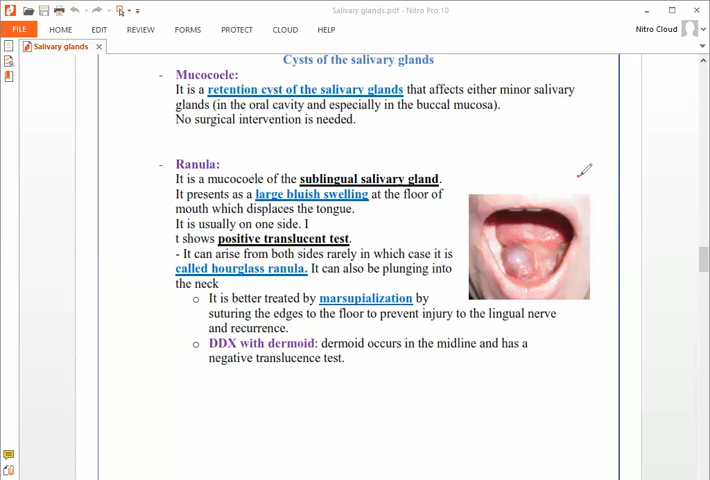 Salivary glands.pdf - Nitro Pro 10
FILE HOME EDIT REVIEW FORMS PROTECT CLOUD HELP Nitro Cloud
Salivary glands
Cysts of the salivary glands
- Mucocoele:
It is a retention cyst of the salivary glands that affects either minor salivary
glands (in the oral cavity and especially in the buccal mucosa).
No surgical intervention is needed.
- Ranula:
It is a mucocoele of the sublingual salivary gland.
It presents as a large bluish swelling at the floor of
mouth which displaces the tongue.
It is usually on one side. I
t shows positive translucent test.
- It can arise from both sides rarely in which case it is
called hourglass ranula. It can also be plunging into
the neck
o It is better treated by marsupialization by
suturing the edges to the floor to prevent injury to the lingual nerve
and recurrence.
o DDX with dermoid: dermoid occurs in the midline and has a
negative translucence test.